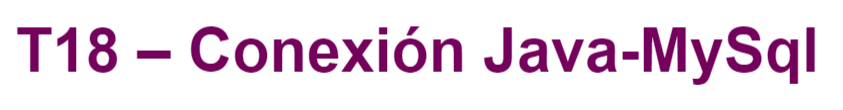 T18 – Conexión Java-MySql